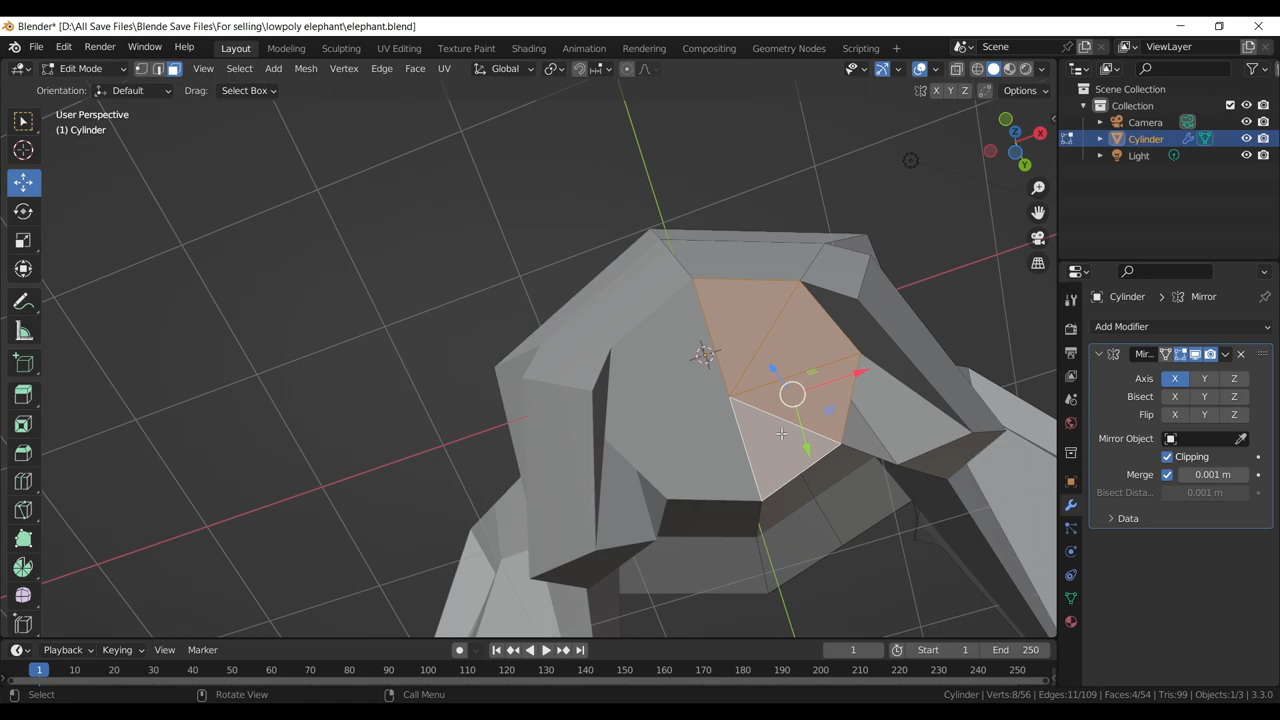 Blender* [D:\All Save Files\Blende Save Files\For selling\lowpoly elephant\elephant.blend]
File Edit Render Window Help Layout Modeling Sculpting UV Editing Texture Paint Shading Animation Rendering Compositing Geometry Nodes Scripting + Scene ViewLayer
Edit Mode View Select Add Mesh Vertex Edge Face UV Global
Orientation: Default Drag: Select Box X Y Z Options
User Perspective
(1) Cylinder
Scene Collection
Collection
Camera
Cylinder
Light
Z X Y
Cylinder > Mirror
Add Modifier
Mir...
Axis X Y Z
Bisect X Y Z
Flip X Y Z
Mirror Object
Clipping
Merge 0.001 m
Bisect Dista... 0.001 m
Data
Playback Keying View Marker 1 Start 1 End 250
1 10 20 30 40 50 60 70 80 90 100 110 120 130 140 150 160 170 180 190 200 210 220 230 240 250
Select Rotate View Call Menu Cylinder | Verts:8/56 | Edges:11/109 | Faces:4/54 | Tris:99 | Objects:1/3 | 3.3.0